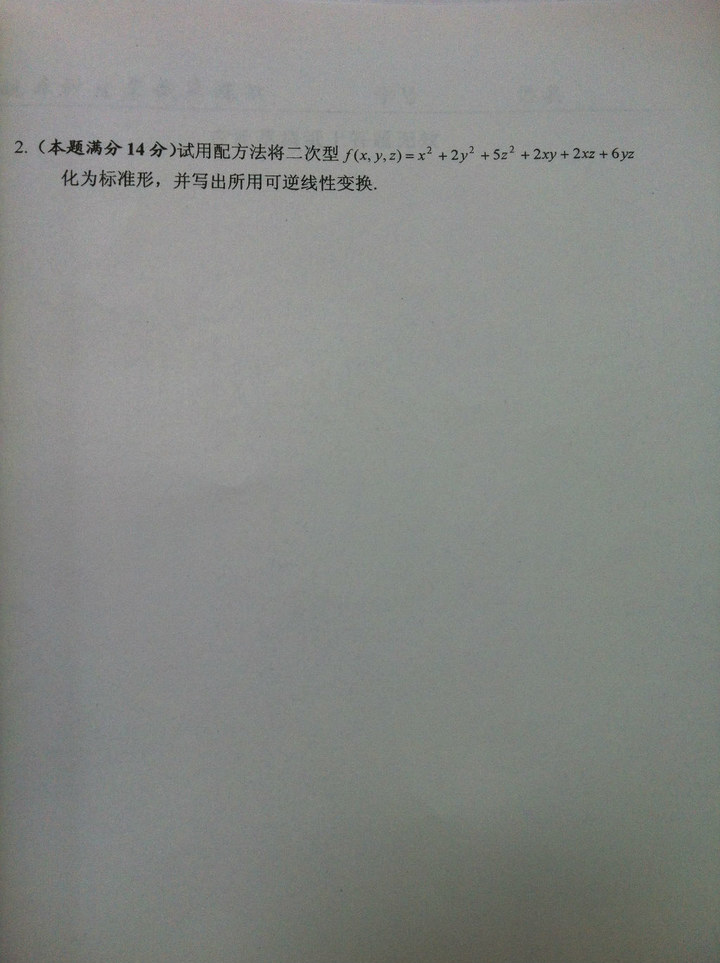 2.（本题满分 14 分)试用配方法将二次型 f(x, y, z) = x² + 2y² + 5z² + 2xy + 2xz + 6yz
化为标准形，并写出所用可逆线性变换.